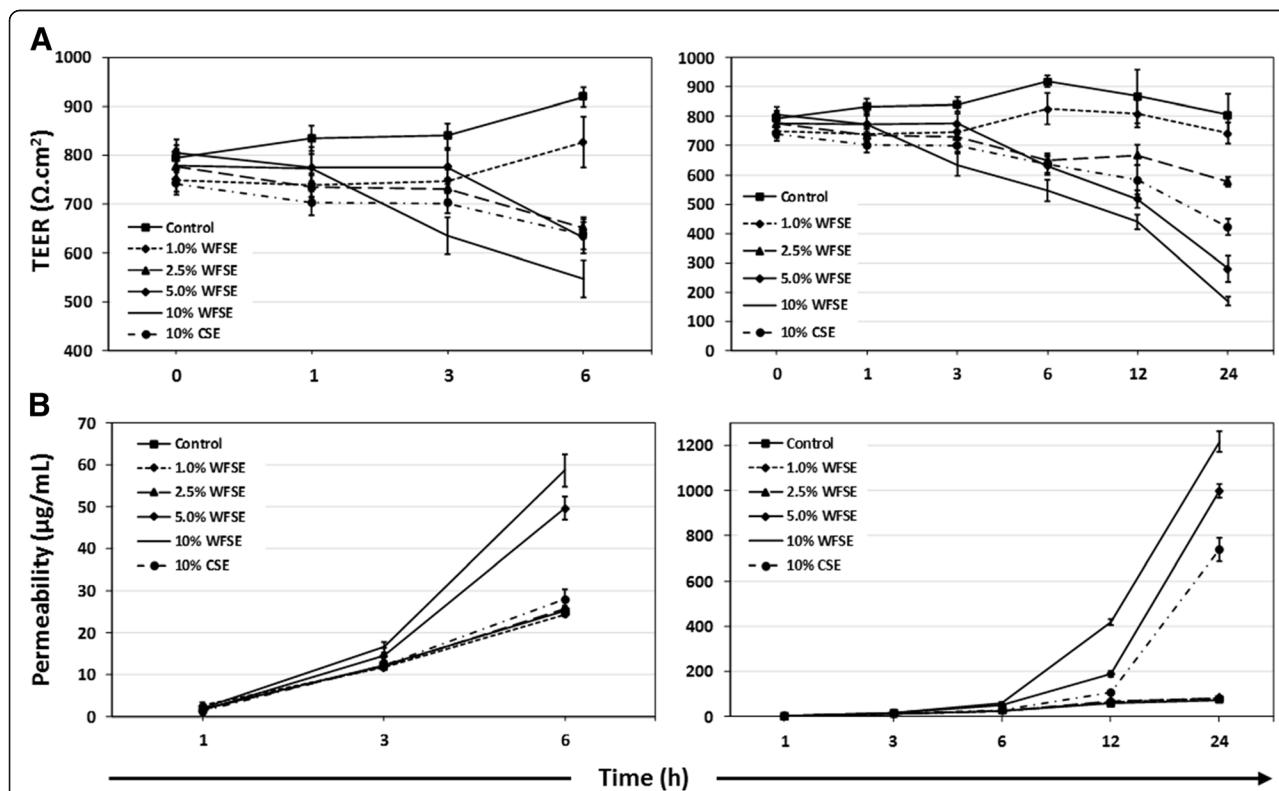 A
TEER (Ω.cm²)
1000
900
800
700
600
500
400
Control
1.0% WFSE
2.5% WFSE
5.0% WFSE
10% WFSE
10% CSE
0 1 3 6
1000
900
800
700
600
500
400
300
200
100
0
Control
1.0% WFSE
2.5% WFSE
5.0% WFSE
10% WFSE
10% CSE
0 1 3 6 12 24
B
Permeability (µg/mL)
70
60
50
40
30
20
10
0
Control
1.0% WFSE
2.5% WFSE
5.0% WFSE
10% WFSE
10% CSE
1 3 6
1200
1000
800
600
400
200
0
Control
1.0% WFSE
2.5% WFSE
5.0% WFSE
10% WFSE
10% CSE
1 3 6 12 24
Time (h)